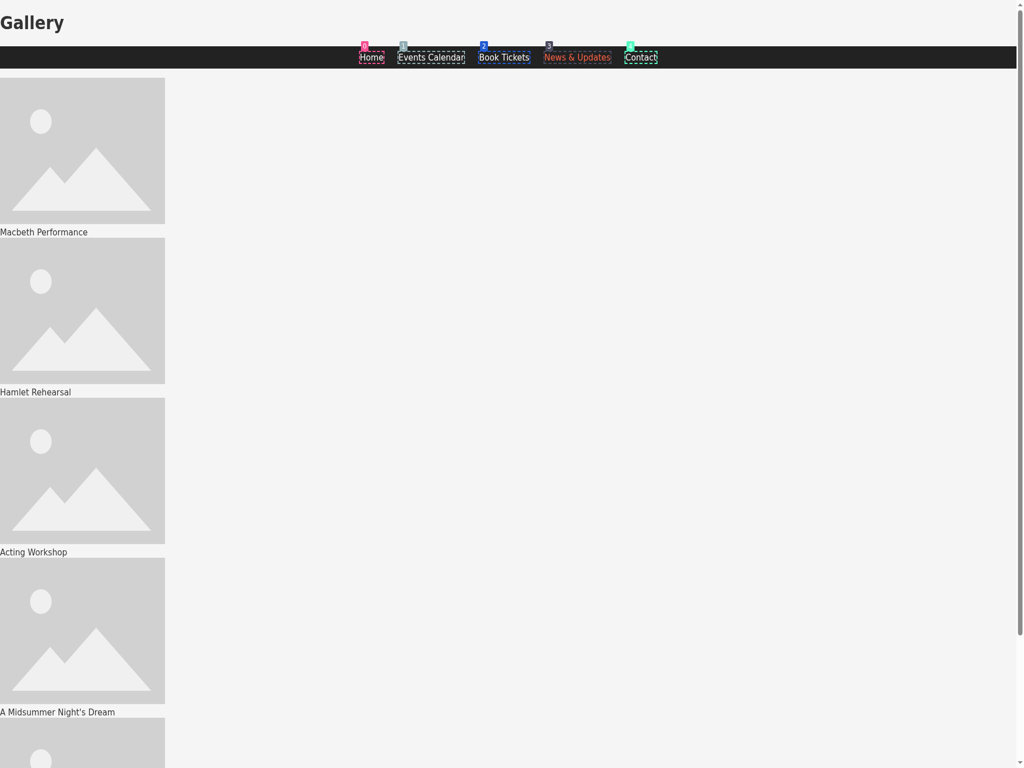 Gallery
0 1 2 3
Home Events Calendar Book Tickets News & Updates Contact
Macbeth Performance
Hamlet Rehearsal
Acting Workshop
A Midsummer Night's Dream